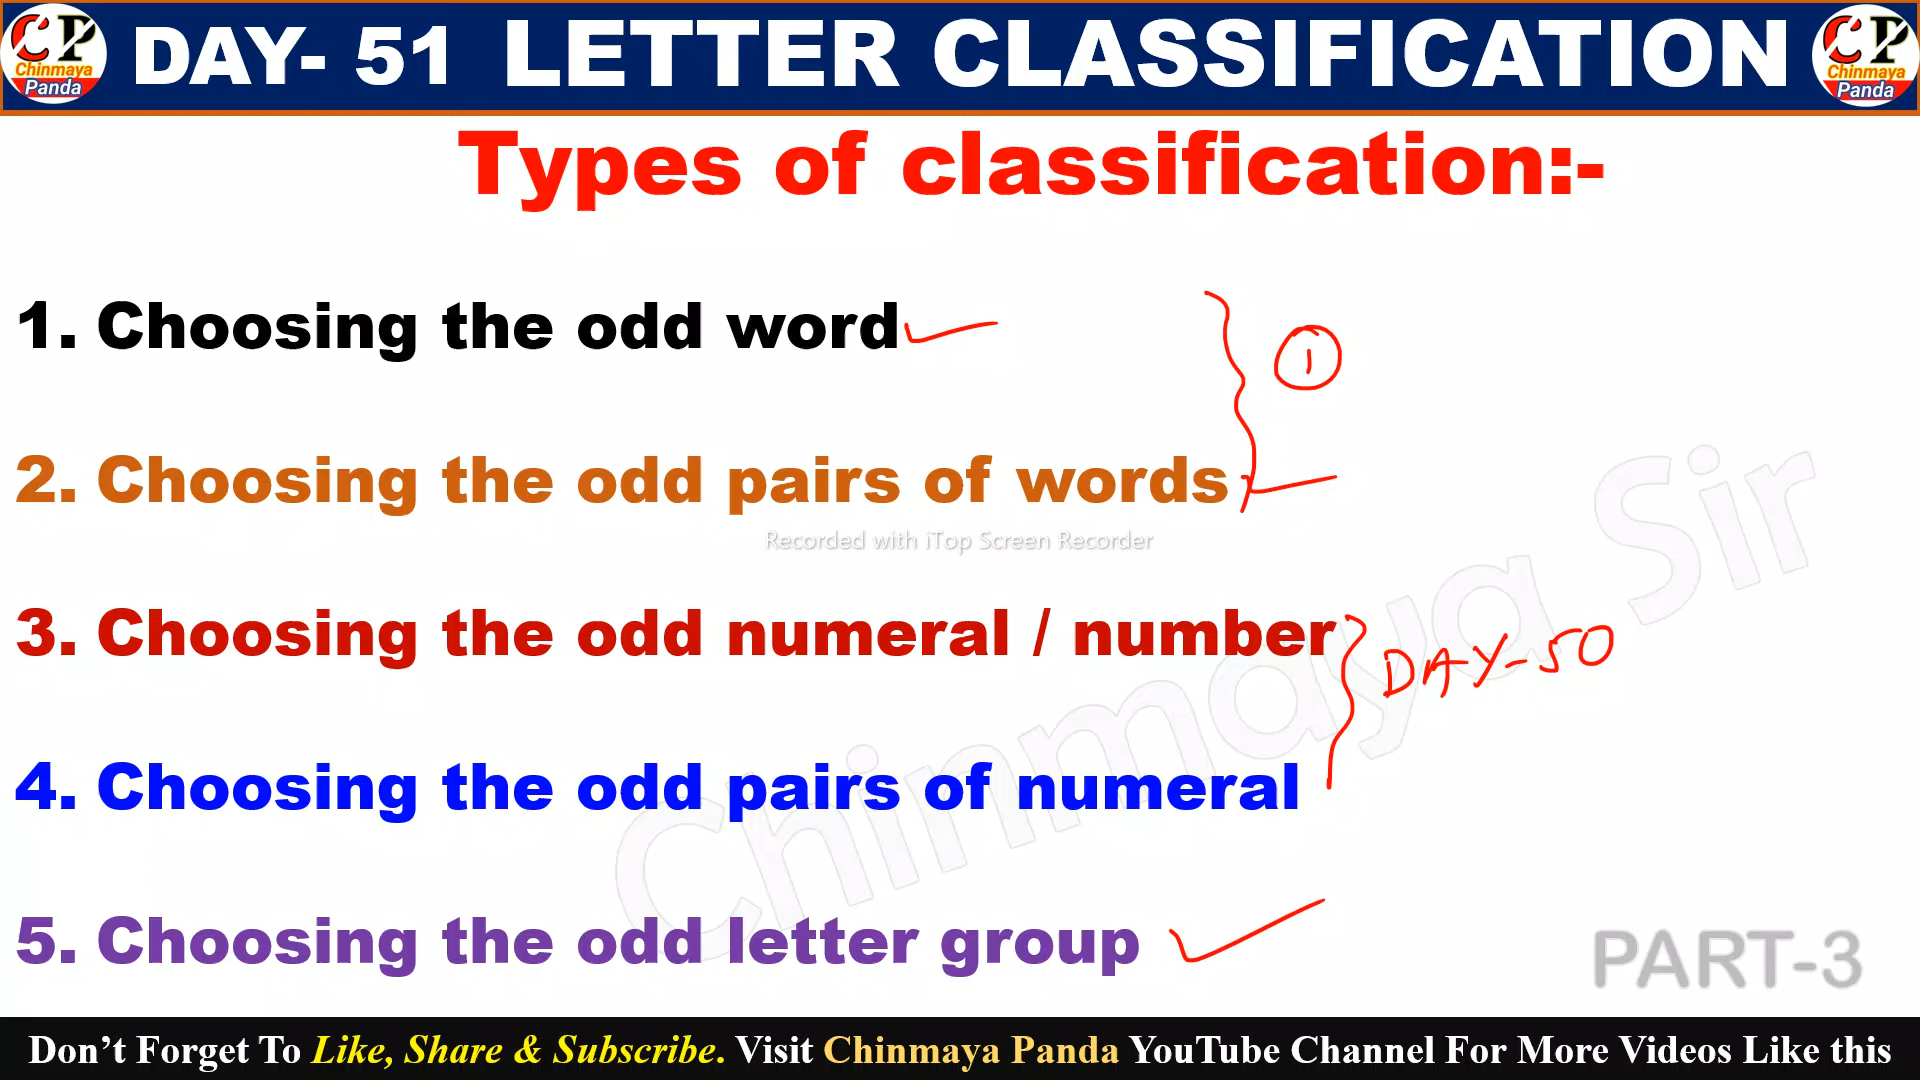 CP Chinmaya Panda DAY- 51 LETTER CLASSIFICATION CP Chinmaya Panda
Types of classification:-
1. Choosing the odd word
1
2. Choosing the odd pairs of words
Recorded with iTop Screen Recorder
3. Choosing the odd numeral / number
DAY-50
4. Choosing the odd pairs of numeral
5. Choosing the odd letter group
Chinmaya Sir
PART-3
Don't Forget To Like, Share & Subscribe. Visit Chinmaya Panda YouTube Channel For More Videos Like this